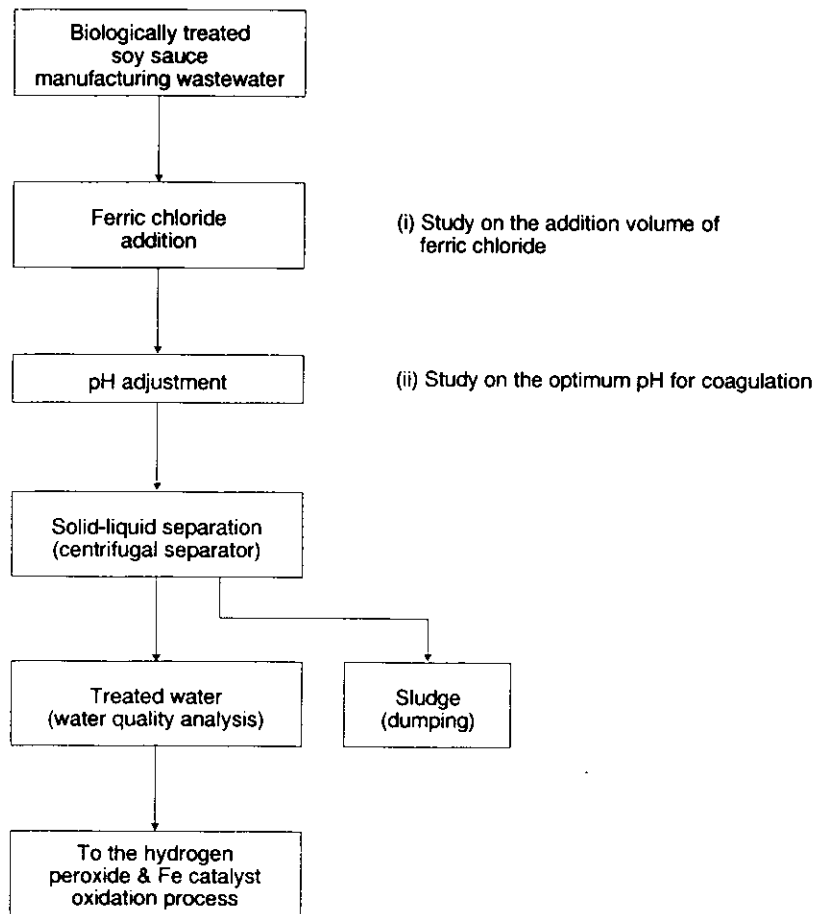 Biologically treated
soy sauce
manufacturing wastewater
Ferric chloride
addition
(i) Study on the addition volume of
ferric chloride
pH adjustment
(ii) Study on the optimum pH for coagulation
Solid-liquid separation
(centrifugal separator)
Treated water
(water quality analysis)
Sludge
(dumping)
To the hydrogen
peroxide & Fe catalyst
oxidation process